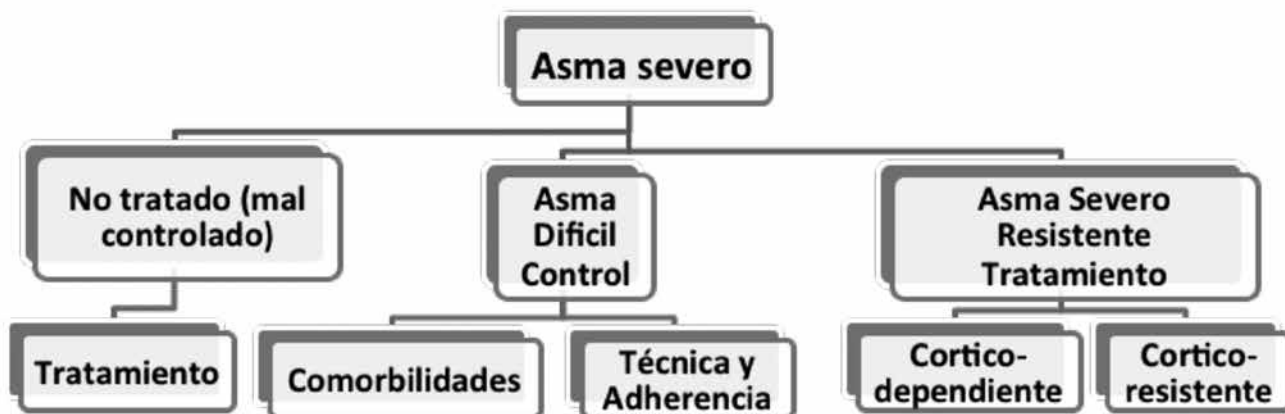 Asma severo
No tratado (mal
controlado)
Asma
Dificil
Control
Asma Severo
Resistente
Tratamiento
Tratamiento
Comorbilidades
Técnica y
Adherencia
Cortico-
dependiente
Cortico-
resistente